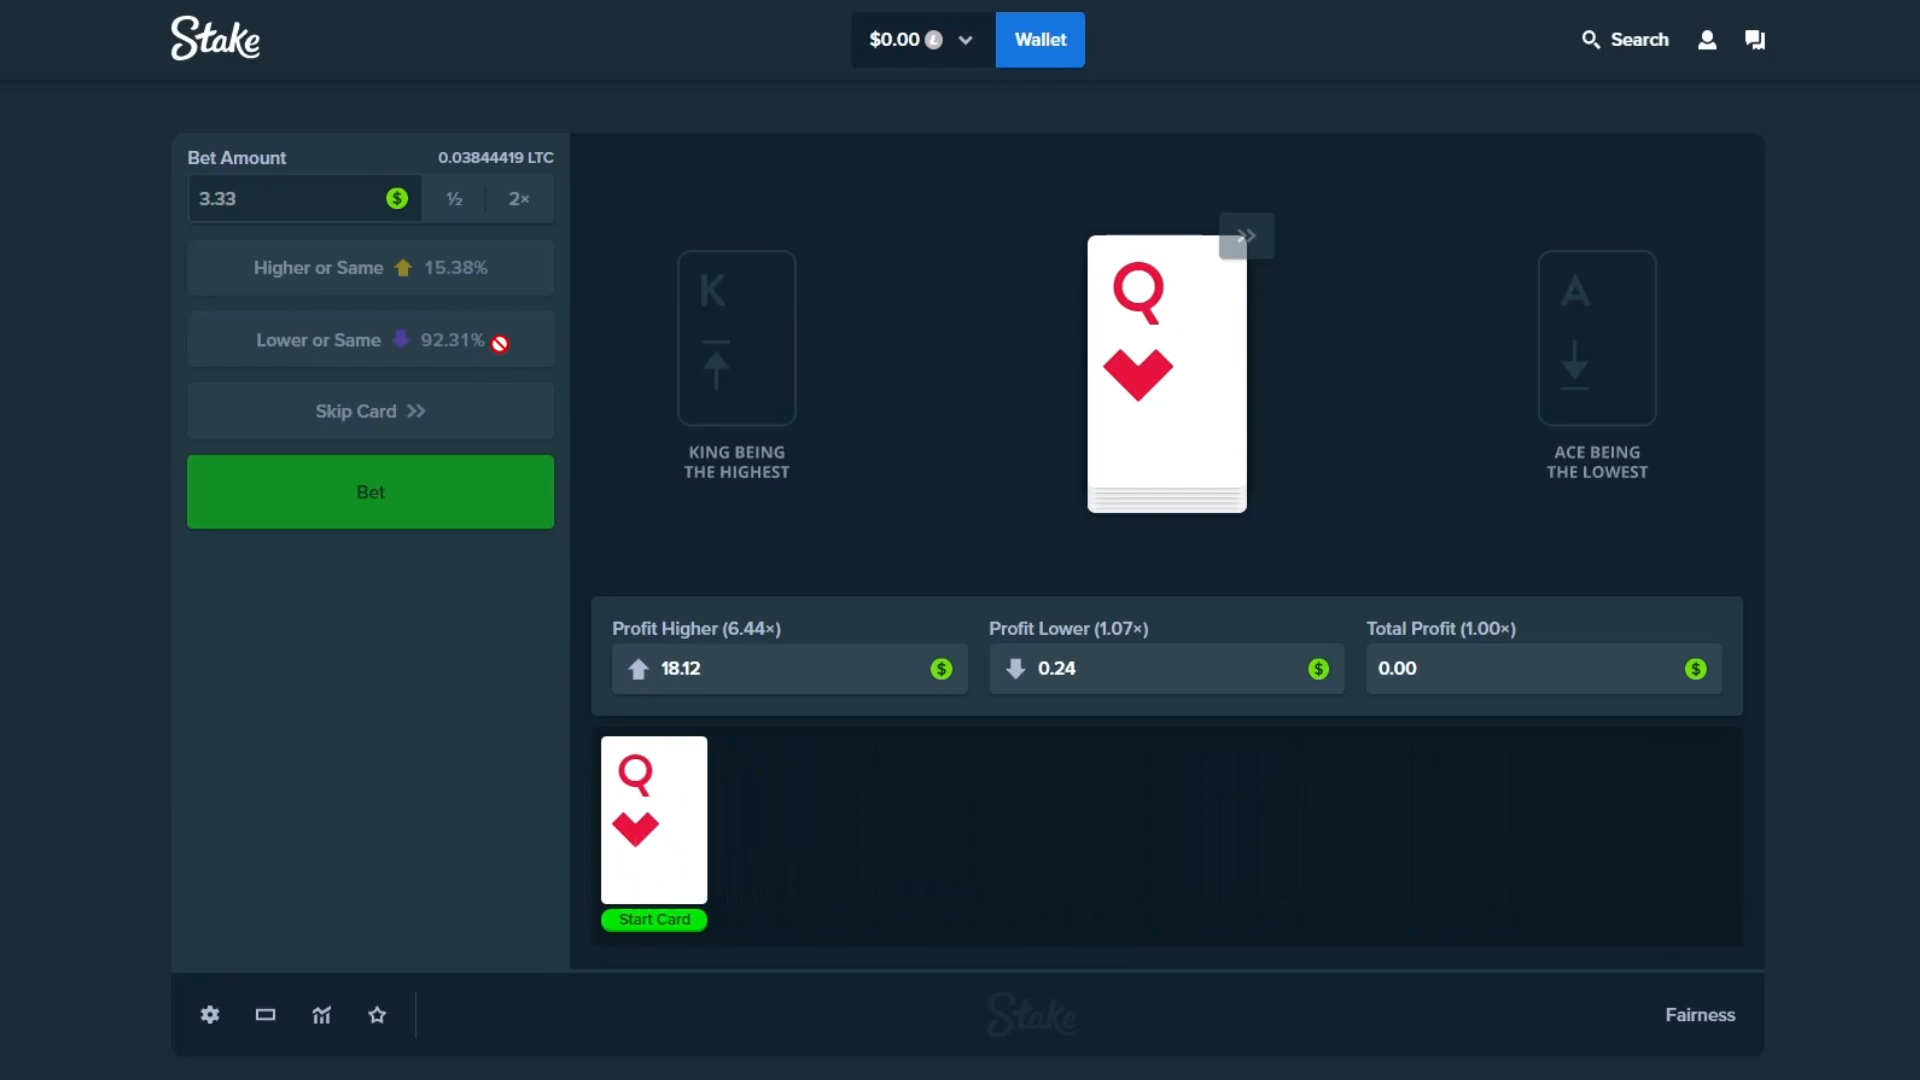 Stake
$0.00
Wallet
Search
Bet Amount
0.03844419 LTC
3.33
$
½
2×
Higher or Same 15.38%
Lower or Same 92.31%
Skip Card
Bet
K
KING BEING
THE HIGHEST
Q
A
ACE BEING
THE LOWEST
Profit Higher (6.44×)
Profit Lower (1.07×)
Total Profit (1.00×)
18.12 $
0.24 $
0.00 $
Q
Start Card
Stake
Fairness